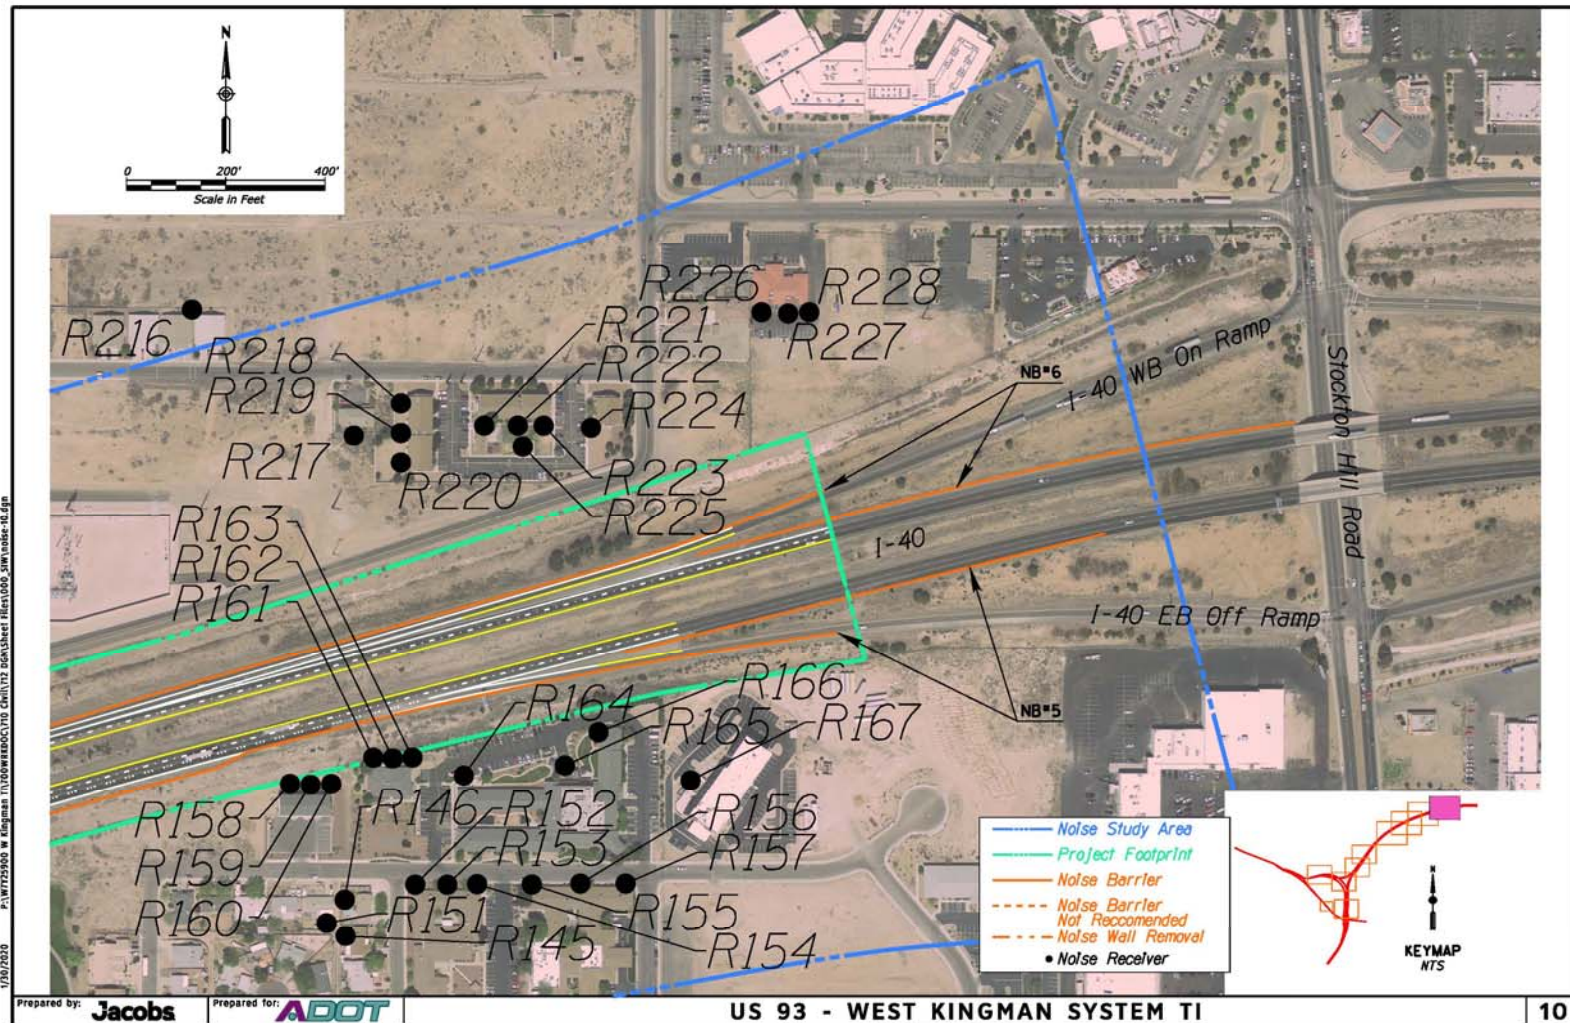 N
0 200' 400'
Scale in Feet
R216
R226
R228
R227
R218
R221
R219
R222
R224
R217
R220
R223
R225
NB#6
I-40 WB On Ramp
Stockton Hill Road
R163
R162
R161
I-40
I-40 EB Off Ramp
NB#5
R164
R166
R165
R167
R158
R146
R152
R156
R159
R153
R157
R160
R151
R155
R145
R154
Noise Study Area
Project Footprint
Noise Barrier
Noise Barrier
Not Reccomended
Noise Wall Removal
Noise Receiver
N
KEYMAP
NTS
1/30/2020
Prepared by: Jacobs
Prepared for: ADOT
US 93 - WEST KINGMAN SYSTEM TI
10